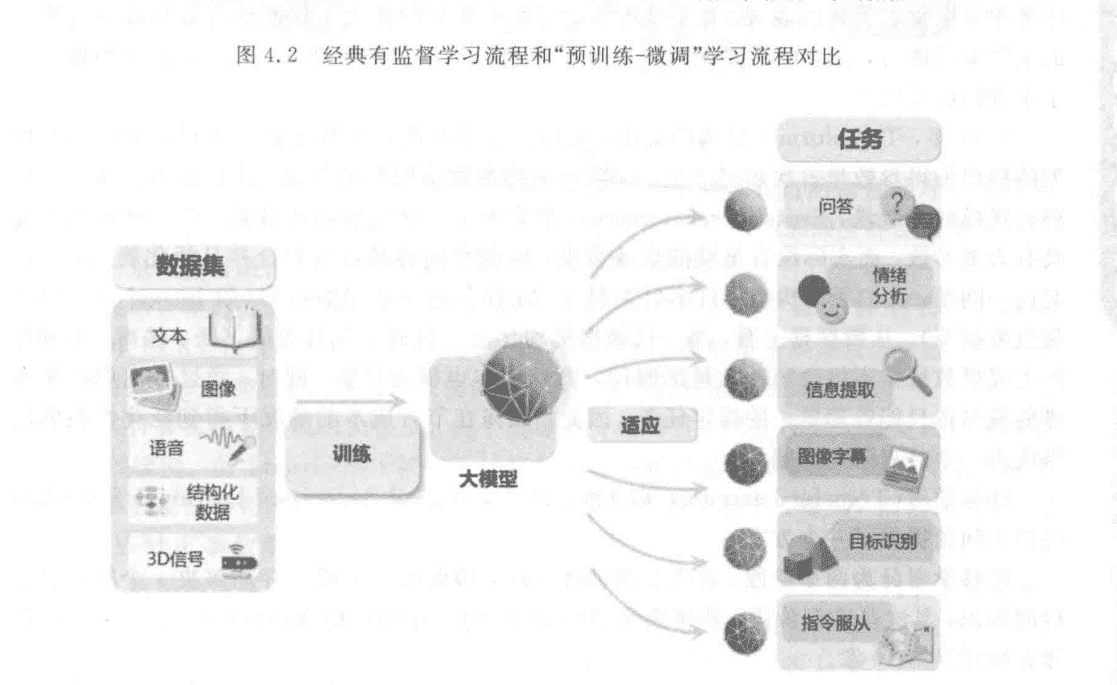 图 4.2 经典有监督学习流程和“预训练-微调”学习流程对比
任务
问答
数据集
情绪
分析
文本
图像
信息提取
语音
训练
适应
大模型
图像字幕
结构化
数据
目标识别
3D信号
指令服从